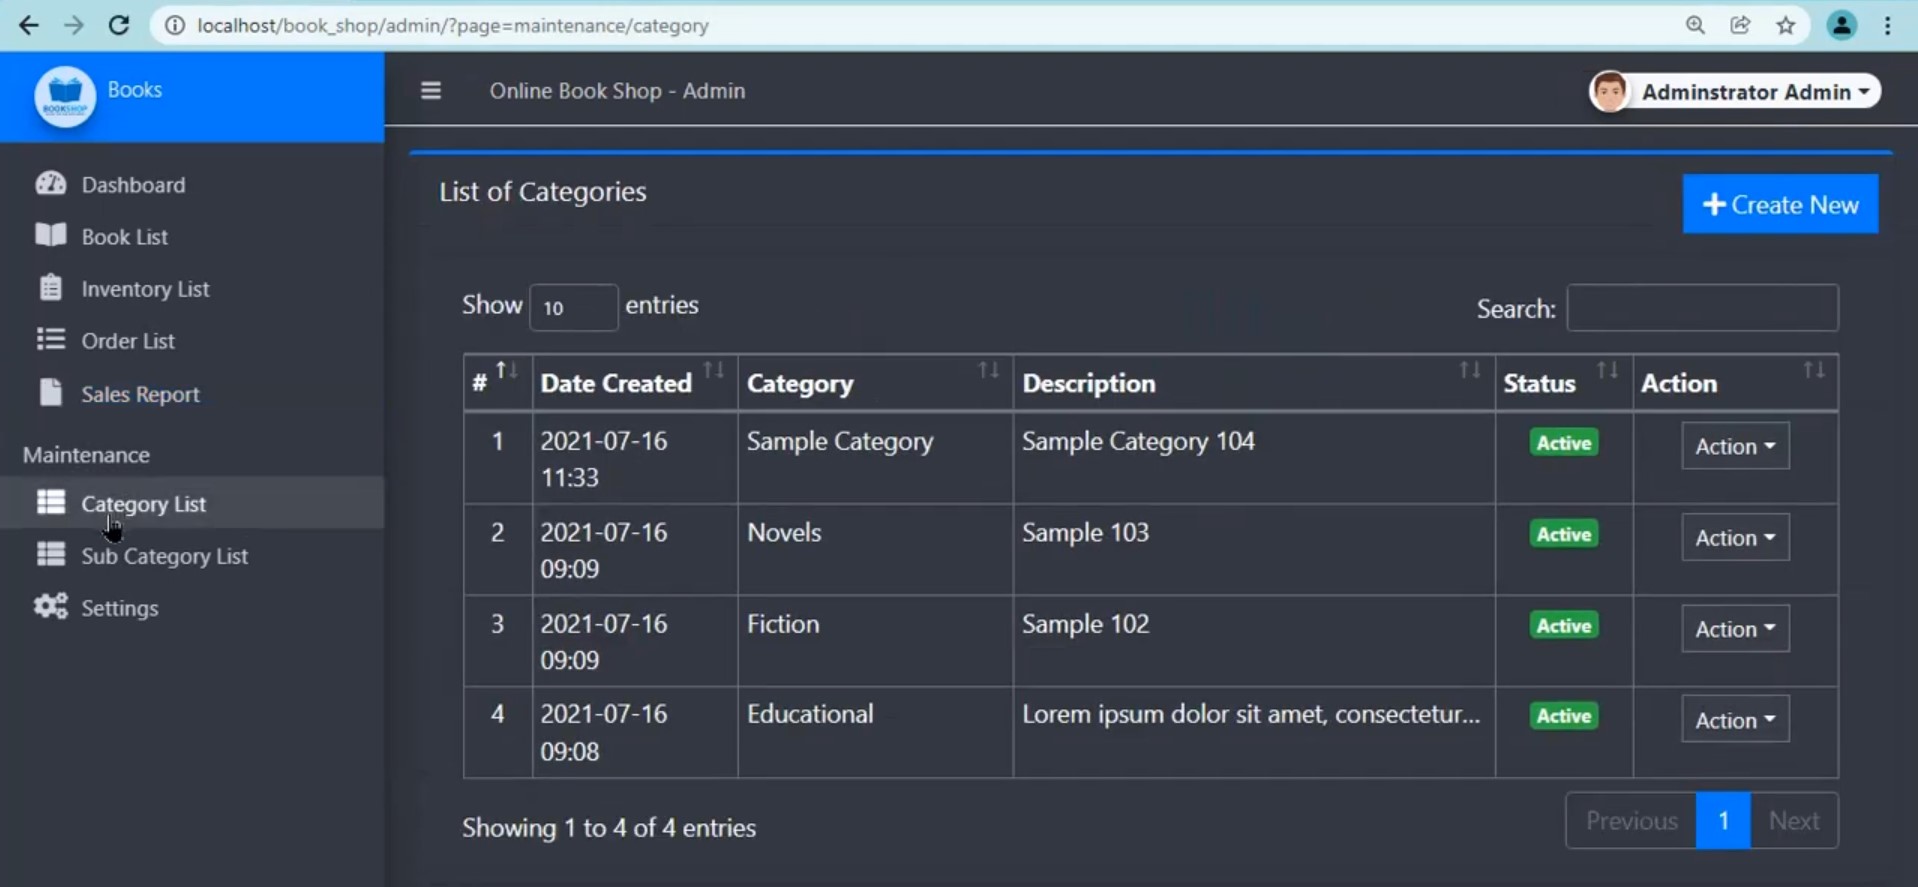 localhost/book_shop/admin/?page=maintenance/category
BOOKSHOP
Books
Online Book Shop - Admin
Adminstrator Admin
Dashboard
Book List
Inventory List
Order List
Sales Report
Maintenance
Category List
Sub Category List
Settings
List of Categories
Create New
Show 10 entries
Search:
# Date Created Category Description Status Action
1 2021-07-16 Sample Category Sample Category 104 Active Action
11:33
2 2021-07-16 Novels Sample 103 Active Action
09:09
3 2021-07-16 Fiction Sample 102 Active Action
09:09
4 2021-07-16 Educational Lorem ipsum dolor sit amet, consectetur... Active Action
09:08
Showing 1 to 4 of 4 entries
Previous 1 Next